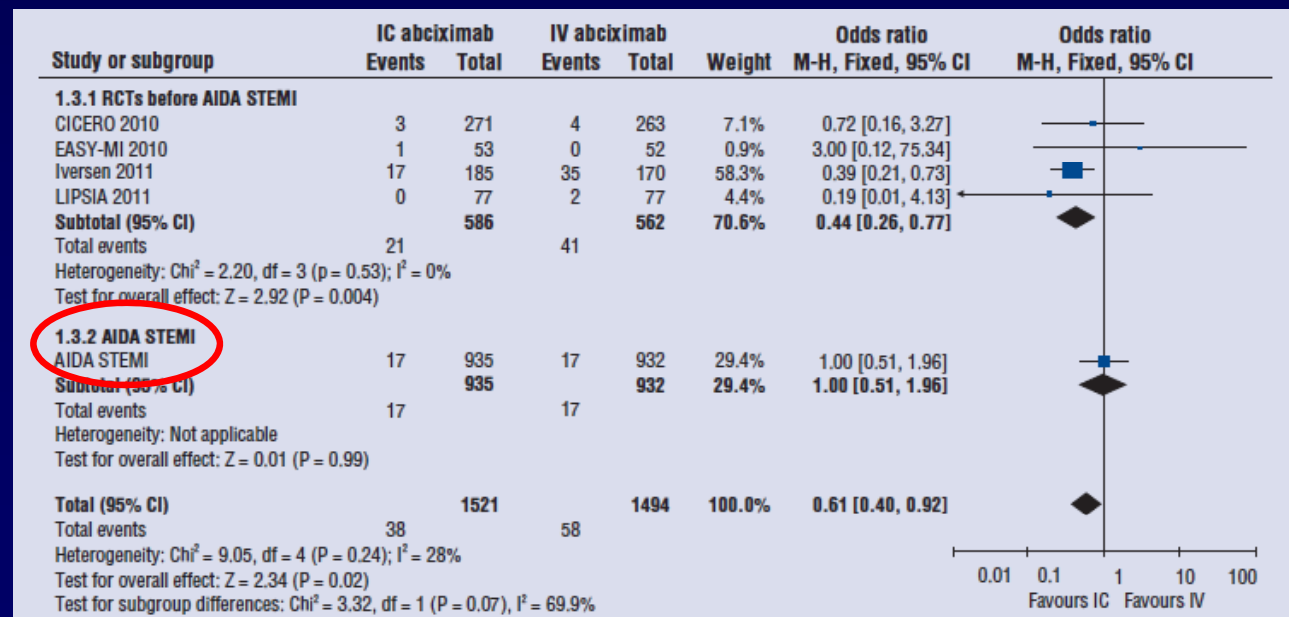 IC abciximab IV abciximab Odds ratio Odds ratio
Study or subgroup Events Total Events Total Weight M-H, Fixed, 95% CI M-H, Fixed, 95% CI
1.3.1 RCTs before AIDA STEMI
CICERO 2010 3 271 4 263 7.1% 0.72 [0.16, 3.27]
EASY-MI 2010 1 53 0 52 0.9% 3.00 [0.12, 75.34]
Iversen 2011 17 185 35 170 58.3% 0.39 [0.21, 0.73]
LIPSIA 2011 0 77 2 77 4.4% 0.19 [0.01, 4.13]
Subtotal (95% CI) 586 562 70.6% 0.44 [0.26, 0.77]
Total events 21 41
Heterogeneity: Chi² = 2.20, df = 3 (p = 0.53); I² = 0%
Test for overall effect: Z = 2.92 (P = 0.004)
1.3.2 AIDA STEMI
AIDA STEMI 17 935 17 932 29.4% 1.00 [0.51, 1.96]
Subtotal (95% CI) 935 932 29.4% 1.00 [0.51, 1.96]
Total events 17 17
Heterogeneity: Not applicable
Test for overall effect: Z = 0.01 (P = 0.99)
Total (95% CI) 1521 1494 100.0% 0.61 [0.40, 0.92]
Total events 38 58
Heterogeneity: Chi² = 9.05, df = 4 (P = 0.24); I² = 28%
Test for overall effect: Z = 2.34 (P = 0.02)
Test for subgroup differences: Chi² = 3.32, df = 1 (P = 0.07), I² = 69.9%
0.01 0.1 1 10 100
Favours IC Favours IV